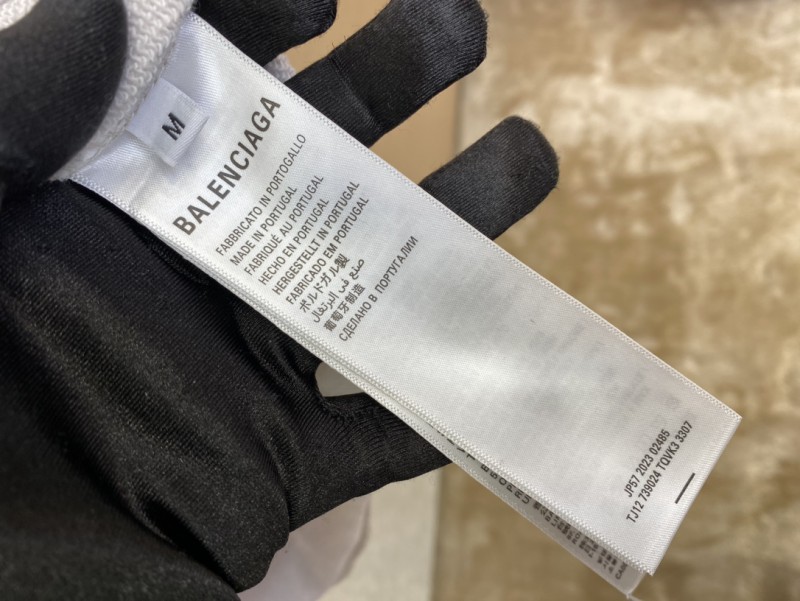 M
BALENCIAGA
FABBRICATO IN PORTOGALLO
MADE IN PORTUGAL
FABRIQUÉ AU PORTUGAL
HECHO EN PORTUGAL
HERGESTELLT IN PORTUGAL
FABRICADO EM PORTUGAL
ポルトガル製
صنع في البرتغال
葡萄牙制造
СДЕЛАНО В ПОРТУГАЛИИ
JP57 2023 02485
TJ12 739024 TQVK3 3307